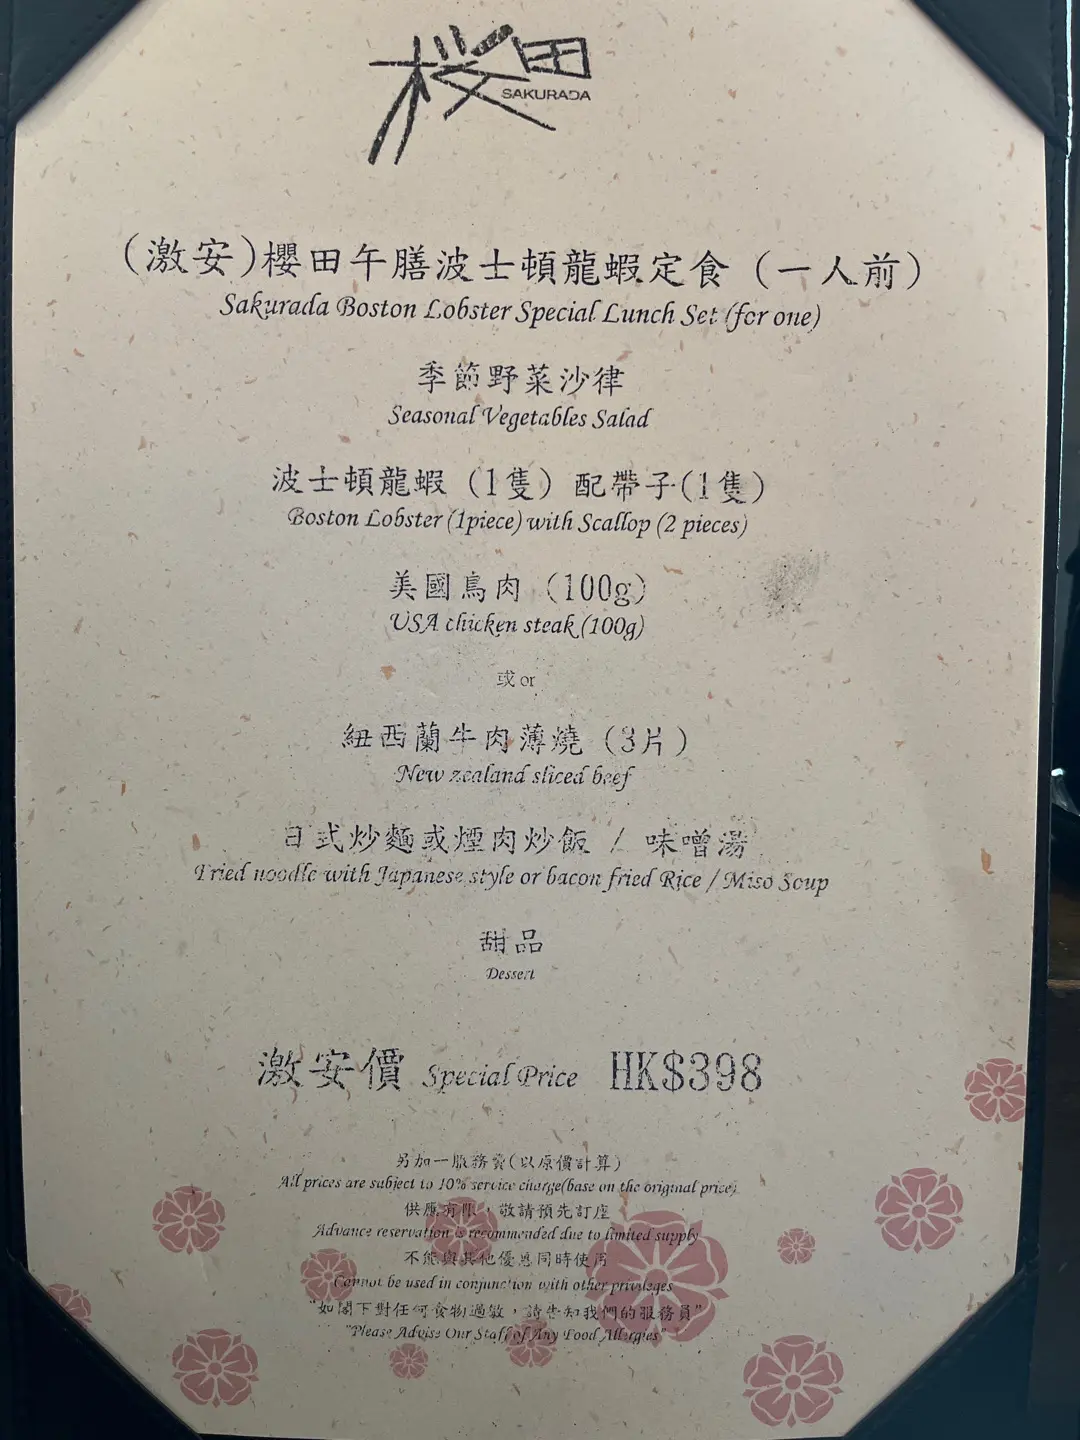 桜田
SAKURADA
（激安）櫻田午膳波士頓龍蝦定食（一人前）
Sakurada Boston Lobster Special Lunch Set (for one)
季節野菜沙律
Seasonal Vegetables Salad
波士頓龍蝦（1隻）配帶子(1隻)
Boston Lobster (1piece) with Scallop (2 pieces)
美國鳥肉（100g）
USA chicken steak (100g)
或 or
紐西蘭牛肉薄燒（3片）
New zealand sliced beef
日式炒麵或煙肉炒飯 / 味噌湯
Fried noodle with Japanese style or bacon fried Rice / Miso Soup
甜品
Dessert
激安價 Special Price HK$398
另加一服務費(以原價計算)
All prices are subject to 10% service charge(base on the original price)
供應有限，敬請預先訂座
Advance reservation is recommended due to limited supply
不能與其他優惠同時使用
Cannot be used in conjunction with other privileges
"如閣下對任何食物過敏，請告知我們的服務員"
"Please Advise Our Staff of Any Food Allergies"